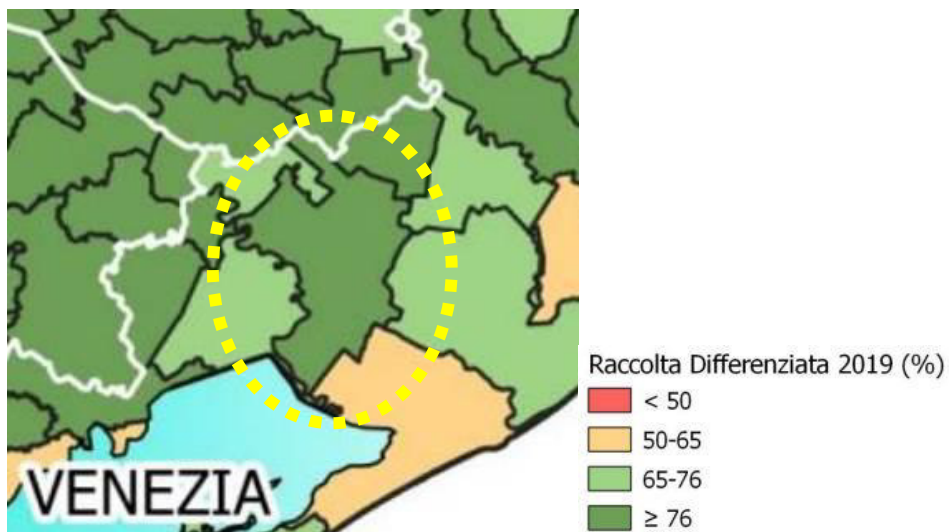 VENEZIA
Raccolta Differenziata 2019 (%)
< 50
50-65
65-76
≥ 76